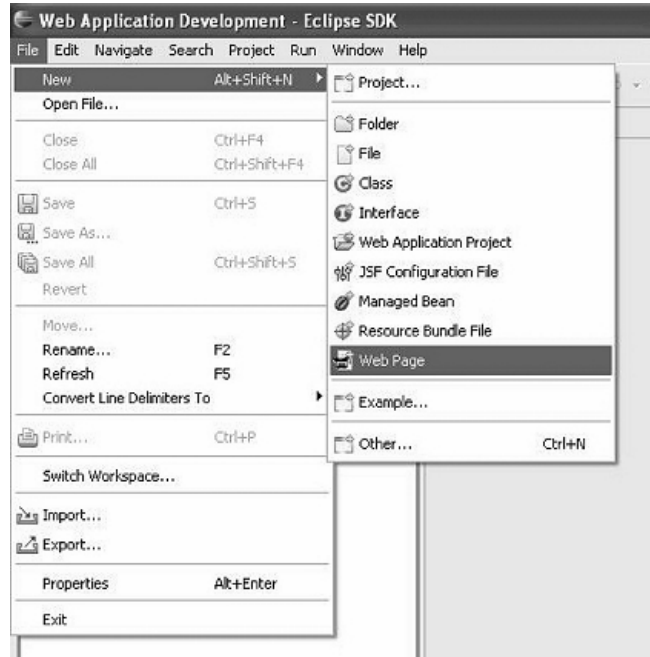 Web Application Development - Eclipse SDK
File Edit Navigate Search Project Run Window Help
New Alt+Shift+N
Open File...
Close Ctrl+F4
Close All Ctrl+Shift+F4
Save Ctrl+S
Save As...
Save All Ctrl+Shift+S
Revert
Move...
Rename... F2
Refresh F5
Convert Line Delimiters To
Print... Ctrl+P
Switch Workspace...
Import...
Export...
Properties Alt+Enter
Exit
Project...
Folder
File
Class
Interface
Web Application Project
JSF Configuration File
Managed Bean
Resource Bundle File
Web Page
Example...
Other... Ctrl+N